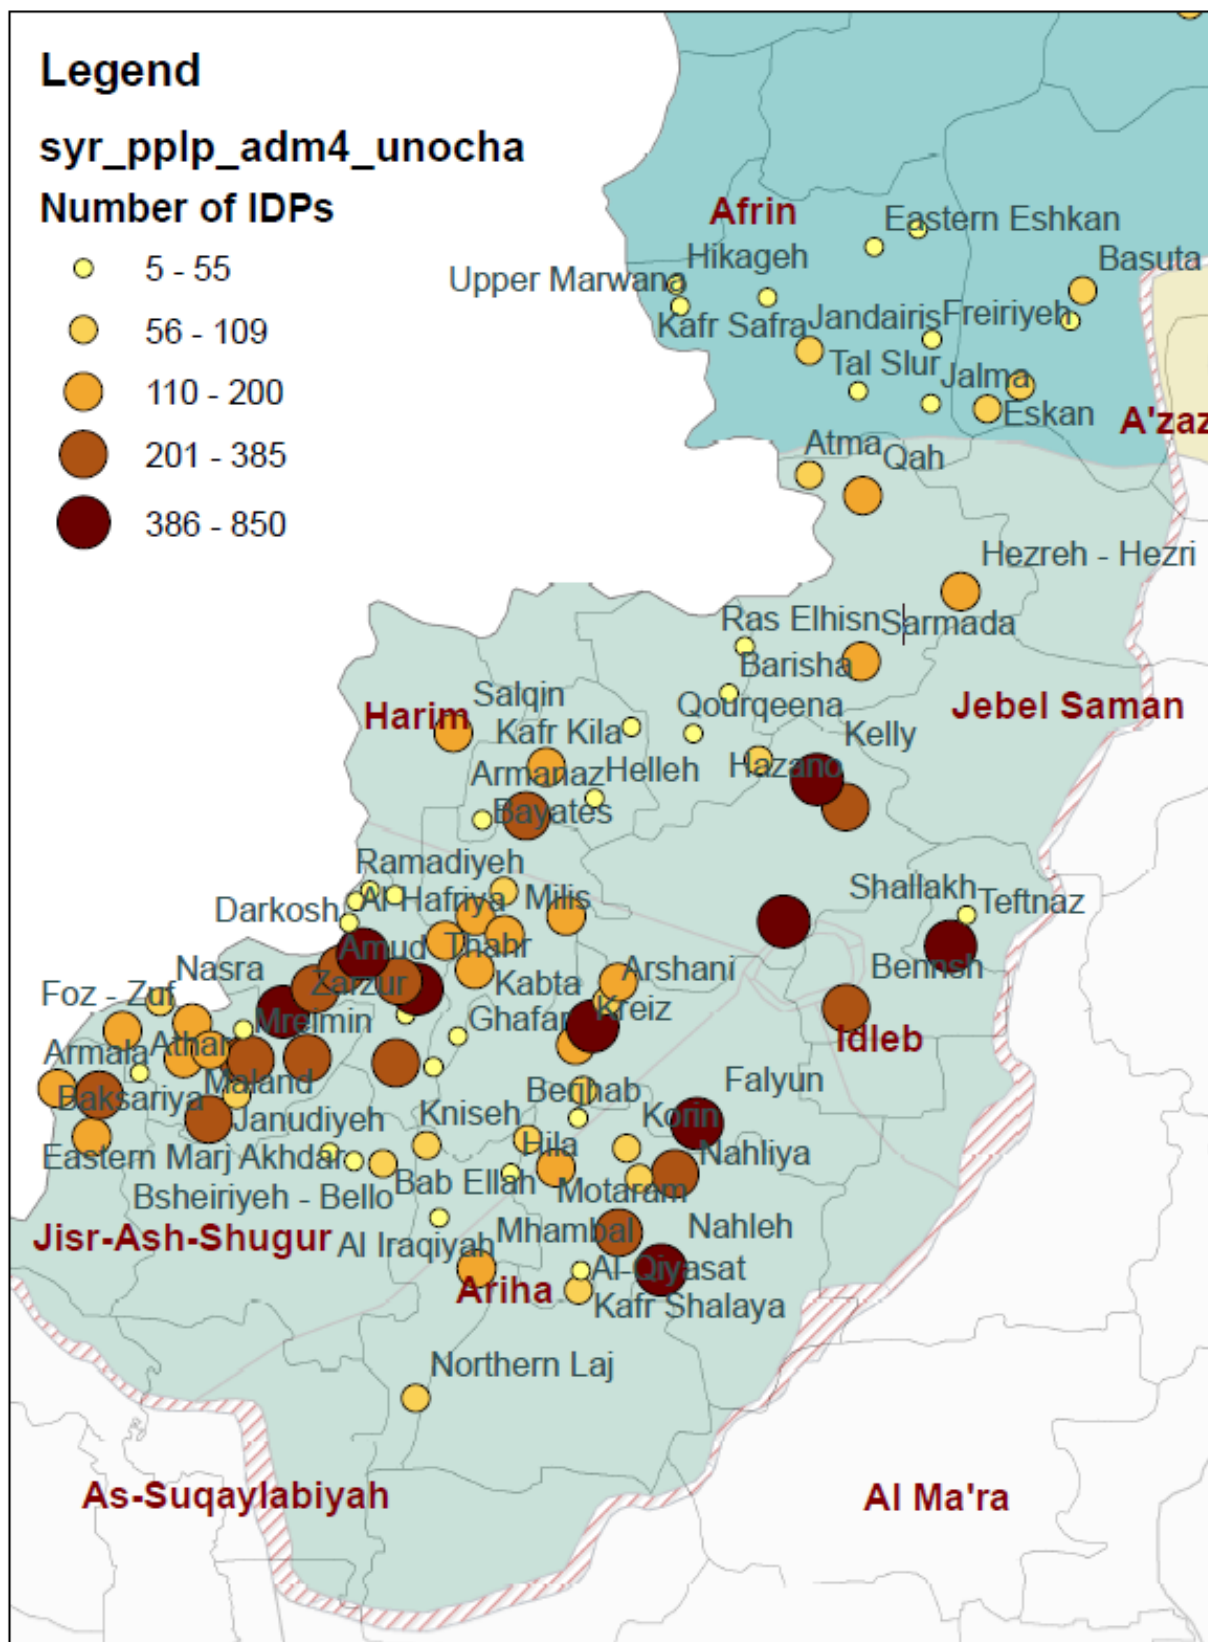 Legend
syr_pplp_adm4_unocha
Number of IDPs
5 - 55
56 - 109
110 - 200
201 - 385
386 - 850
Afrin
Eastern Eshkan
Hikageh
Basuta
Upper Marwana
Kafr Safra
Jandairis
Freiriyeh
Tal Slur
Jalma
Eskan
A'zaz
Atma
Qah
Hezreh - Hezri
Ras Elhisn
Sarmada
Barisha
Salqin
Harim
Qourqeena
Jebel Saman
Kafr Kila
Kelly
Armanaz
Helleh
Hazano
Bayates
Ramadiyeh
Shallakh
Teftnaz
Al Hafriya
Milis
Darkosh
Amud
Thahr
Bennsh
Nasra
Zarzur
Kabta
Arshani
Foz - Zuf
Mreimin
Ghafar
Kreiz
Idleb
Armala
Athar
Maland
Falyun
Baksariya
Janudiyeh
Kniseh
Berjhab
Korin
Eastern Marj Akhdar
Hila
Nahliya
Bsheiriyeh - Bello
Bab Ellah
Motaram
Jisr-Ash-Shugur
Al Iraqiyah
Mhambal
Nahleh
Ariha
Al-Qiyasat
Kafr Shalaya
Northern Laj
As-Suqaylabiyah
Al Ma'ra